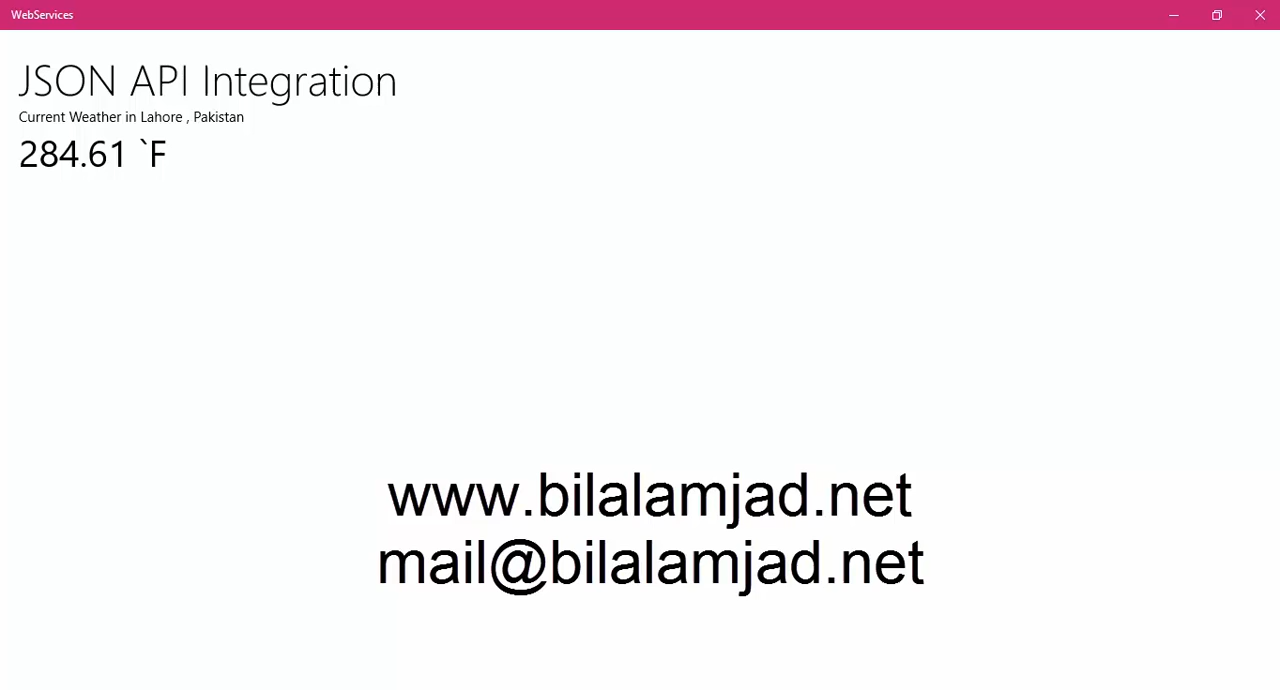 WebServices
JSON API Integration
Current Weather in Lahore , Pakistan
284.61 `F
www.bilalamjad.net
mail@bilalamjad.net